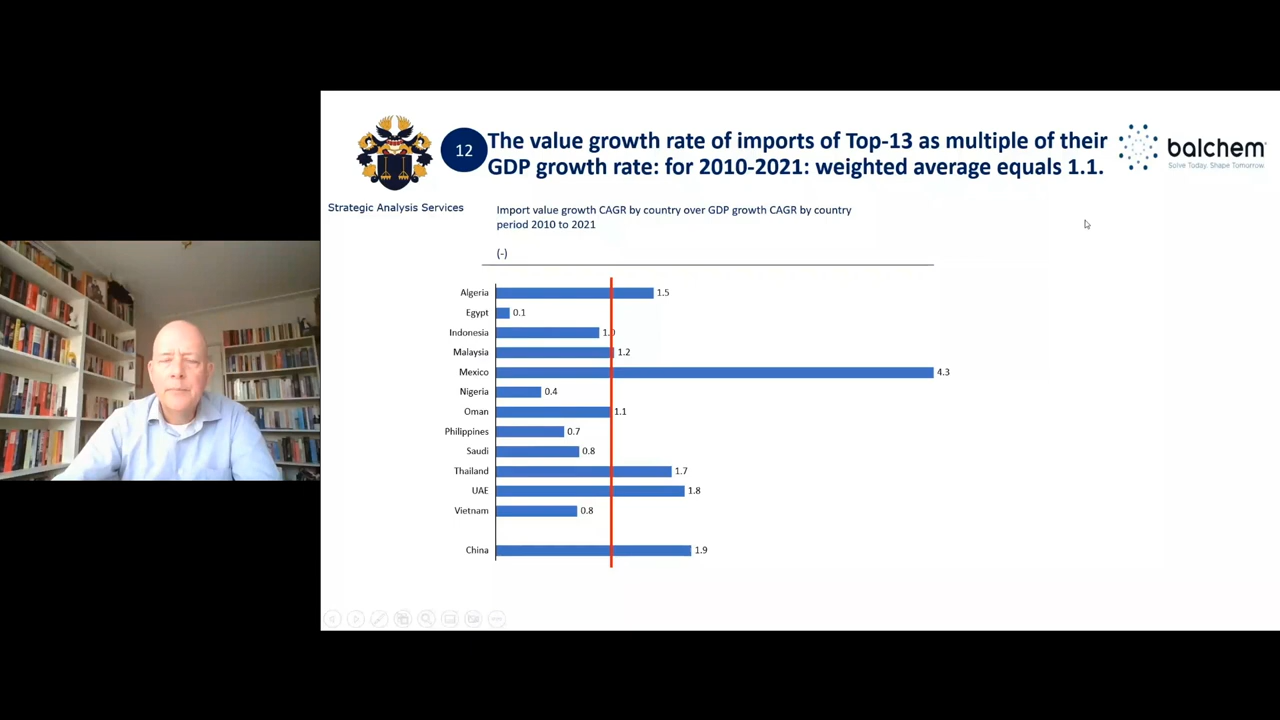 12
The value growth rate of imports of Top-13 as multiple of their
GDP growth rate: for 2010-2021: weighted average equals 1.1.
balchem
Solve Today. Shape Tomorrow.
Strategic Analysis Services
Import value growth CAGR by country over GDP growth CAGR by country
period 2010 to 2021
(-)
Algeria 1.5
Egypt 0.1
Indonesia 1.0
Malaysia 1.2
Mexico 4.3
Nigeria 0.4
Oman 1.1
Philippines 0.7
Saudi 0.8
Thailand 1.7
UAE 1.8
Vietnam 0.8
China 1.9